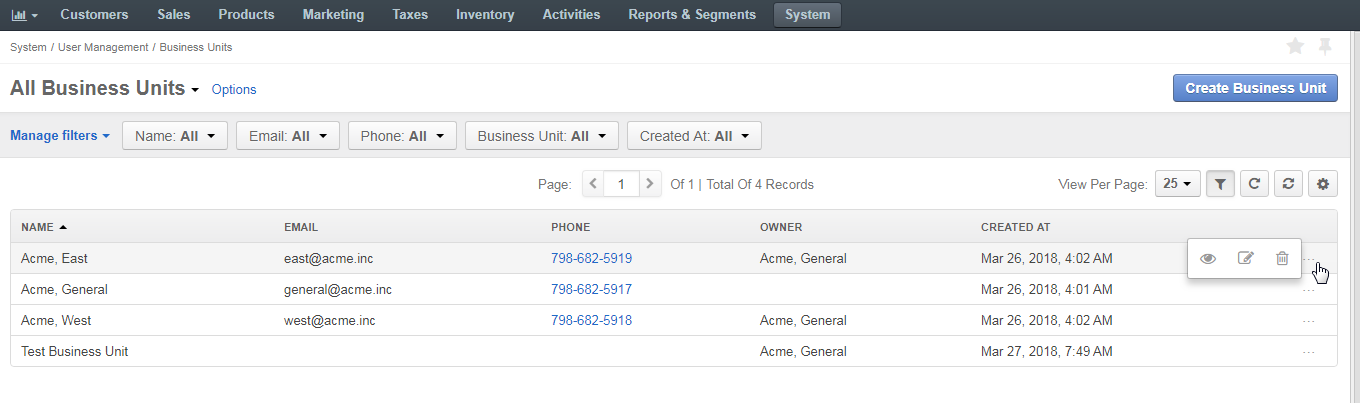 Customers Sales Products Marketing Taxes Inventory Activities Reports & Segments System
System / User Management / Business Units
All Business Units Options Create Business Unit
Manage filters Name: All Email: All Phone: All Business Unit: All Created At: All
Page: 1 Of 1 | Total Of 4 Records View Per Page: 25
NAME EMAIL PHONE OWNER CREATED AT
Acme, East east@acme.inc 798-682-5919 Acme, General Mar 26, 2018, 4:02 AM ...
Acme, General general@acme.inc 798-682-5917 Mar 26, 2018, 4:01 AM ...
Acme, West west@acme.inc 798-682-5918 Acme, General Mar 26, 2018, 4:02 AM ...
Test Business Unit Acme, General Mar 27, 2018, 7:49 AM ...